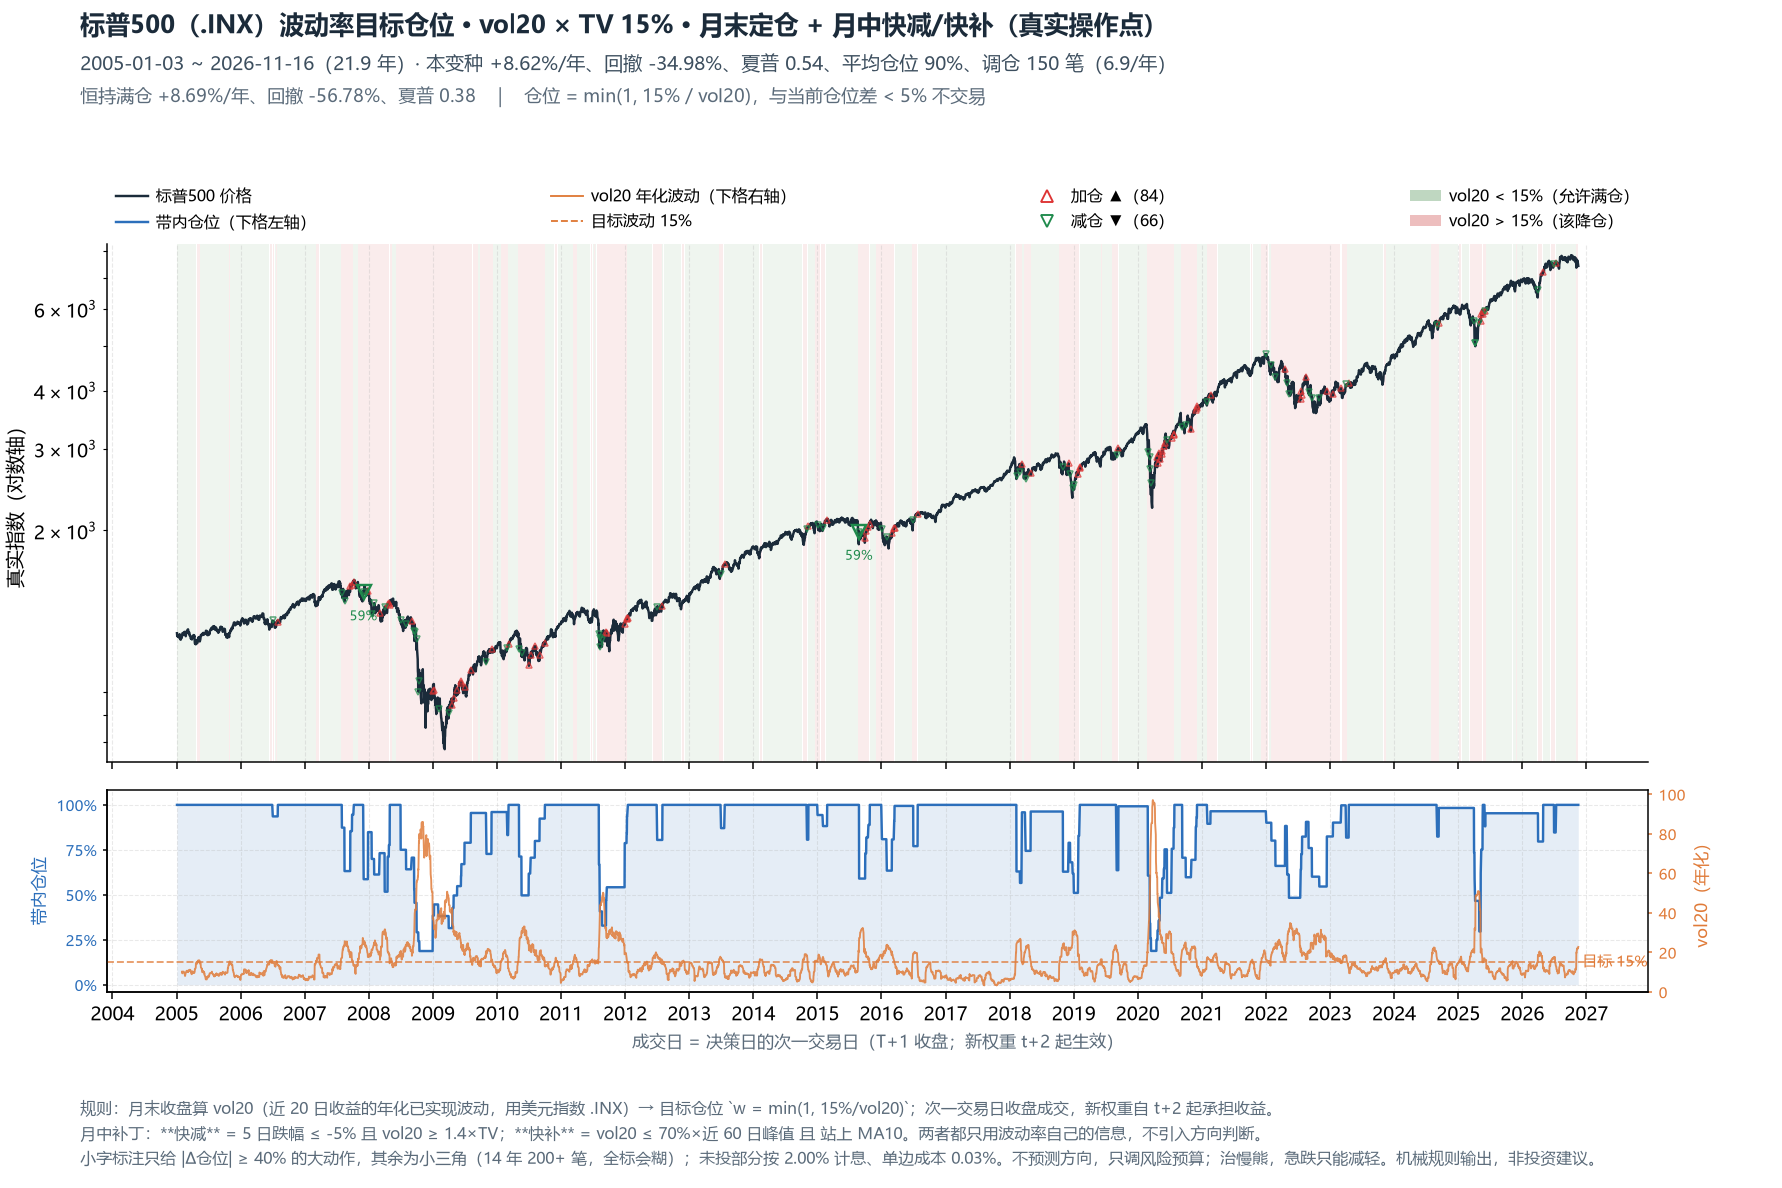 标普500（.INX）波动率目标仓位 • vol20 × TV 15% • 月末定仓 + 月中快减/快补（真实操作点）
2005-01-03 ~ 2026-11-16（21.9 年）· 本变种 +8.62%/年、回撤 -34.98%、夏普 0.54、平均仓位 90%、调仓 150 笔（6.9/年）
恒持满仓 +8.69%/年、回撤 -56.78%、夏普 0.38 | 仓位 = min(1, 15% / vol20)，与当前仓位差 < 5% 不交易
标普500 价格
带内仓位（下格左轴）
vol20 年化波动（下格右轴）
目标波动 15%
加仓 ▲（84）
减仓 ▼（66）
vol20 < 15%（允许满仓）
vol20 > 15%（该降仓）
真实指数（对数轴）
6 × 10³
4 × 10³
3 × 10³
2 × 10³
59%
59%
带内仓位
100%
75%
50%
25%
0%
100
80
60
40
20
0
vol20（年化）
目标 15%
2004 2005 2006 2007 2008 2009 2010 2011 2012 2013 2014 2015 2016 2017 2018 2019 2020 2021 2022 2023 2024 2025 2026 2027
成交日 = 决策日的次一交易日（T+1 收盘；新权重 t+2 起生效）
规则：月末收盘算 vol20（近 20 日收益的年化已实现波动，用美元指数 .INX）→ 目标仓位 `w = min(1, 15%/vol20)`；次一交易日收盘成交，新权重自 t+2 起承担收益。
月中补丁：**快减** = 5 日跌幅 ≤ -5% 且 vol20 ≥ 1.4×TV；**快补** = vol20 ≤ 70%×近 60 日峰值 且 站上 MA10。两者都只用波动率自己的信息，不引入方向判断。
小字标注只给 |Δ仓位| ≥ 40% 的大动作，其余为小三角（14 年 200+ 笔，全标会糊）；未投部分按 2.00% 计息、单边成本 0.03%。不预测方向，只调风险预算；治慢熊，急跌只能减轻。机械规则输出，非投资建议。